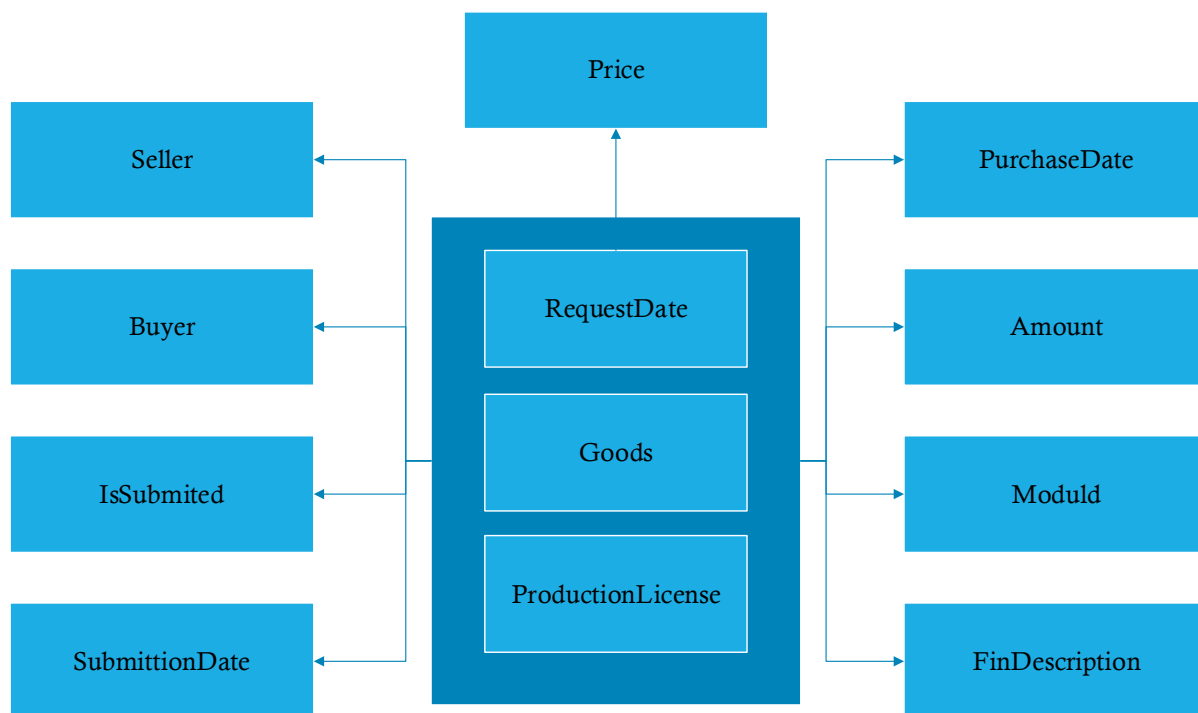 Price
Seller
PurchaseDate
RequestDate
Buyer
Amount
Goods
IsSubmited
Moduld
ProductionLicense
SubmittionDate
FinDescription